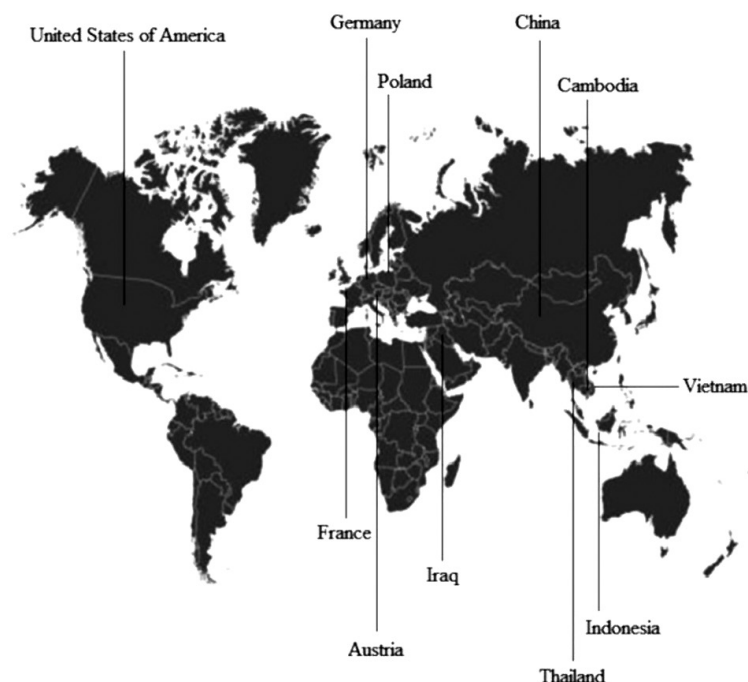 Germany
China
United States of America
Poland
Cambodia
Vietnam
France
Iraq
Indonesia
Austria
Thailand